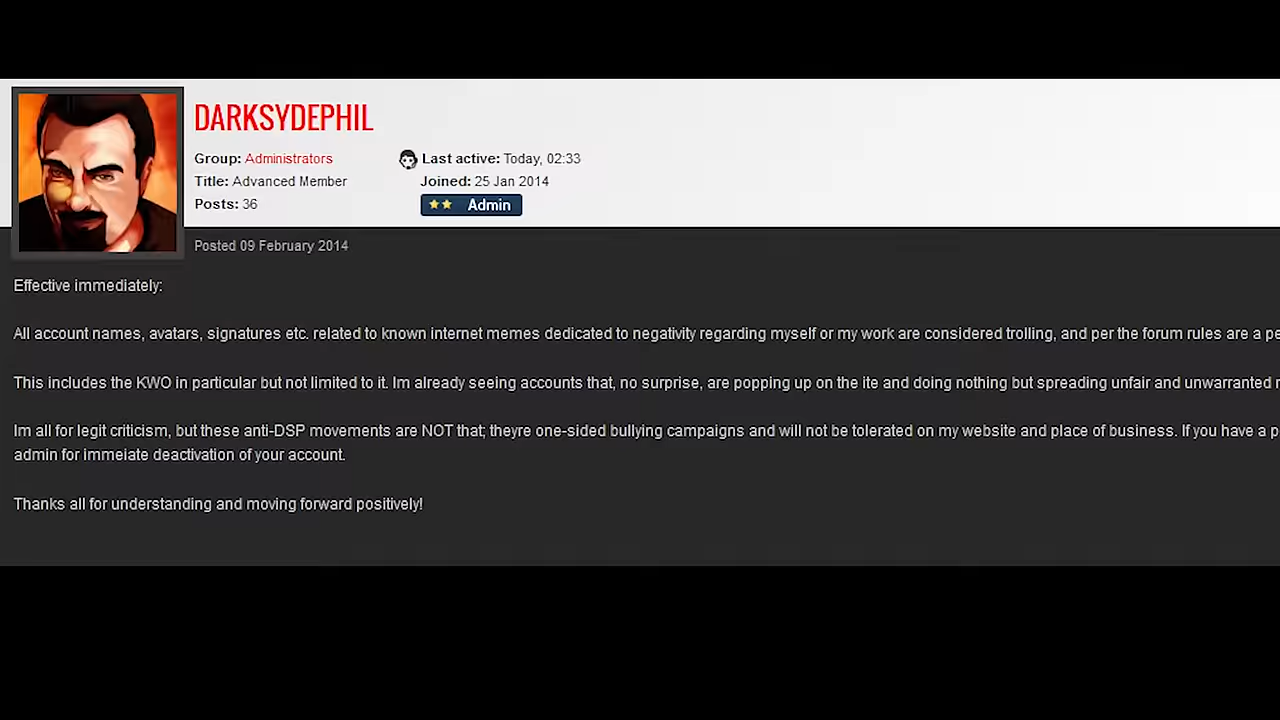 DARKSYDEPHIL
Group: Administrators
Last active: Today, 02:33
Title: Advanced Member
Joined: 25 Jan 2014
Posts: 36
Admin
Posted 09 February 2014
Effective immediately:
All account names, avatars, signatures etc. related to known internet memes dedicated to negativity regarding myself or my work are considered trolling, and per the forum rules are a pe
This includes the KWO in particular but not limited to it. Im already seeing accounts that, no surprise, are popping up on the ite and doing nothing but spreading unfair and unwarranted
Im all for legit criticism, but these anti-DSP movements are NOT that; theyre one-sided bullying campaigns and will not be tolerated on my website and place of business. If you have a p
admin for immeiate deactivation of your account.
Thanks all for understanding and moving forward positively!